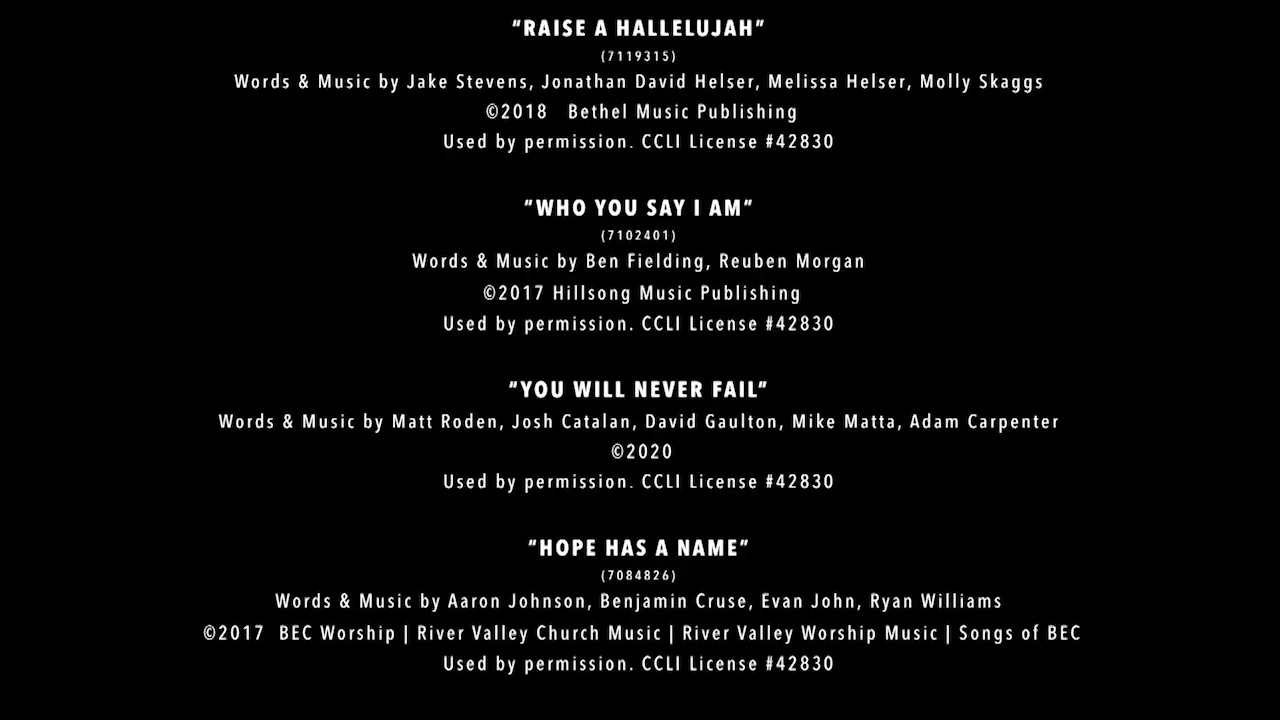 “RAISE A HALLELUJAH”
(7119315)
Words & Music by Jake Stevens, Jonathan David Helser, Melissa Helser, Molly Skaggs
©2018 Bethel Music Publishing
Used by permission. CCLI License #42830
“WHO YOU SAY I AM”
(7102401)
Words & Music by Ben Fielding, Reuben Morgan
©2017 Hillsong Music Publishing
Used by permission. CCLI License #42830
“YOU WILL NEVER FAIL”
Words & Music by Matt Roden, Josh Catalan, David Gaulton, Mike Matta, Adam Carpenter
©2020
Used by permission. CCLI License #42830
“HOPE HAS A NAME”
(7084826)
Words & Music by Aaron Johnson, Benjamin Cruse, Evan John, Ryan Williams
©2017 BEC Worship | River Valley Church Music | River Valley Worship Music | Songs of BEC
Used by permission. CCLI License #42830